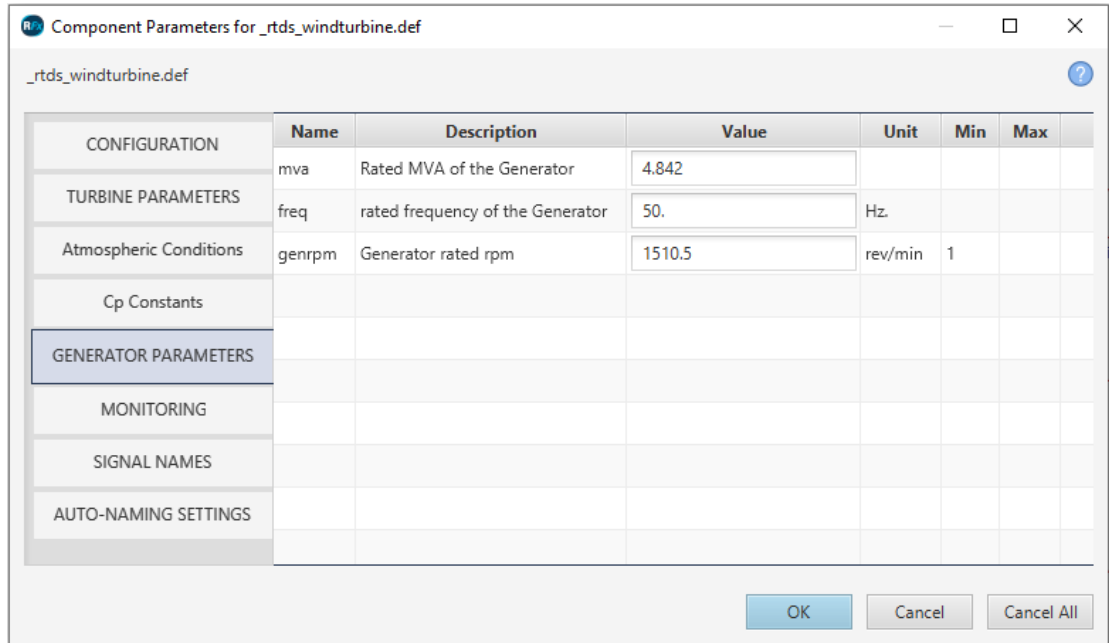 RFx Component Parameters for _rtds_windturbine.def
_rtds_windturbine.def
?
CONFIGURATION
TURBINE PARAMETERS
Atmospheric Conditions
Cp Constants
GENERATOR PARAMETERS
MONITORING
SIGNAL NAMES
AUTO-NAMING SETTINGS
Name Description Value Unit Min Max
mva Rated MVA of the Generator 4.842
freq rated frequency of the Generator 50. Hz.
genrpm Generator rated rpm 1510.5 rev/min 1
OK Cancel Cancel All